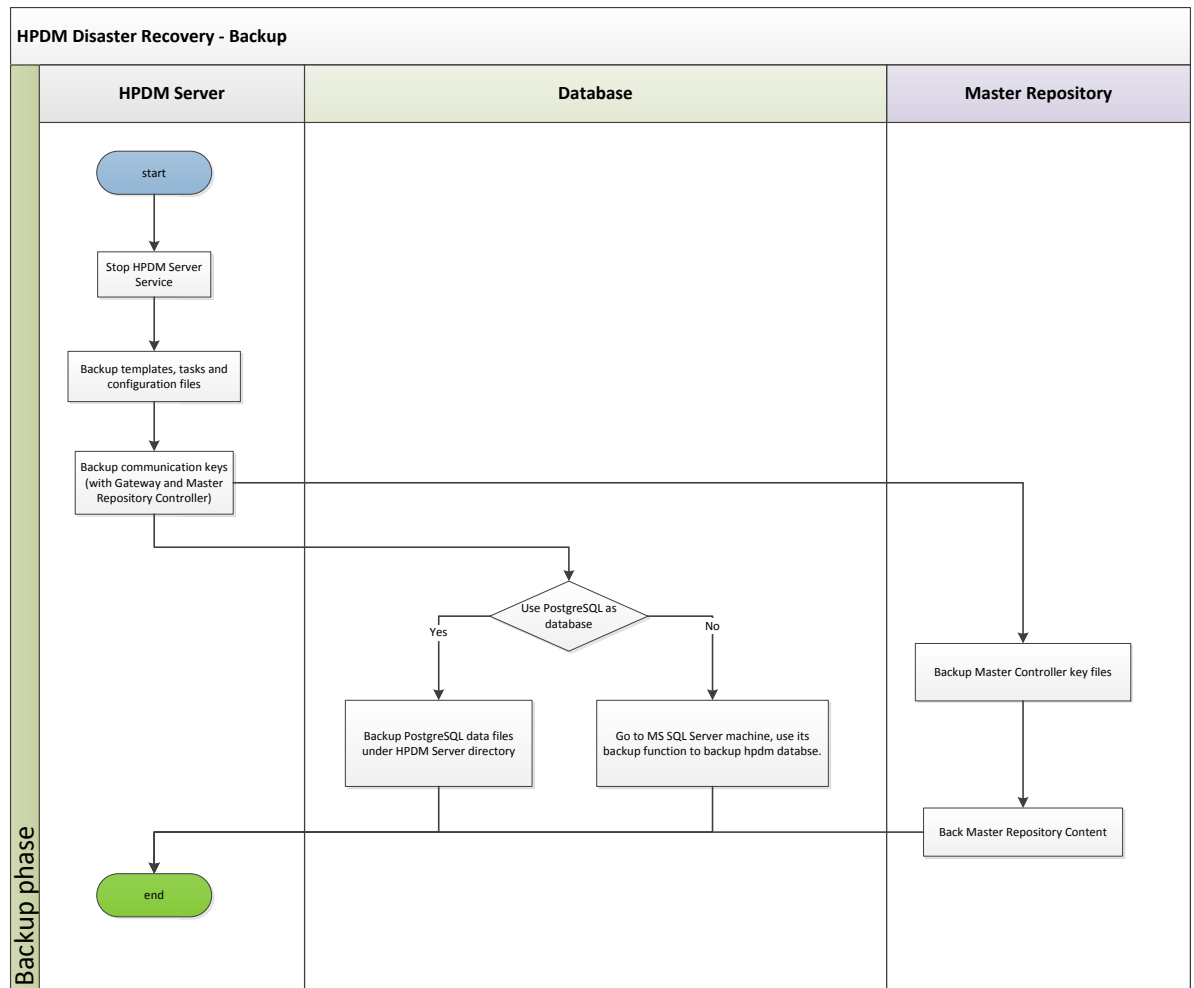 HPDM Disaster Recovery - Backup
HPDM Server
Database
Master Repository
start
Stop HPDM Server
Service
Backup templates, tasks and
configuration files
Backup communication keys
(with Gateway and Master
Repository Controller)
Use PostgreSQL as
database
Yes
No
Backup Master Controller key files
Backup PostgreSQL data files
under HPDM Server directory
Go to MS SQL Server machine, use its
backup function to backup hpdm databse.
Back Master Repository Content
end
Backup phase